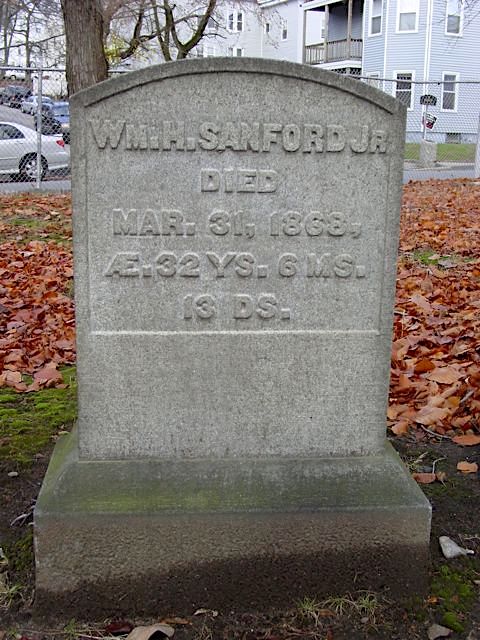 WM. H. SANFORD JR
DIED
MAR. 31, 1868,
Æ. 32 YS. 6 MS.
13 DS.